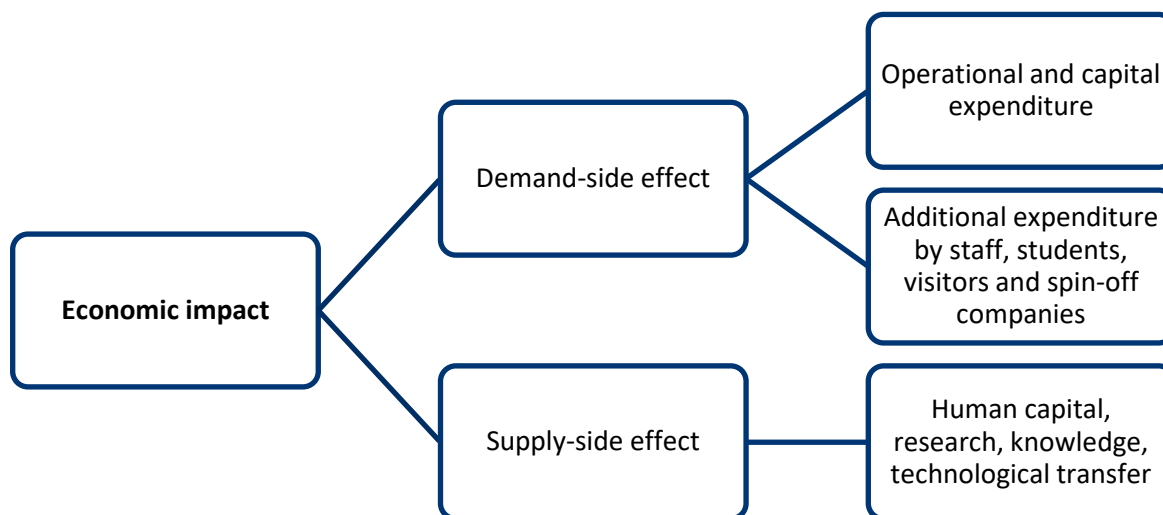 Economic impact
Demand-side effect
Operational and capital
expenditure
Additional expenditure
by staff, students,
visitors and spin-off
companies
Supply-side effect
Human capital,
research, knowledge,
technological transfer